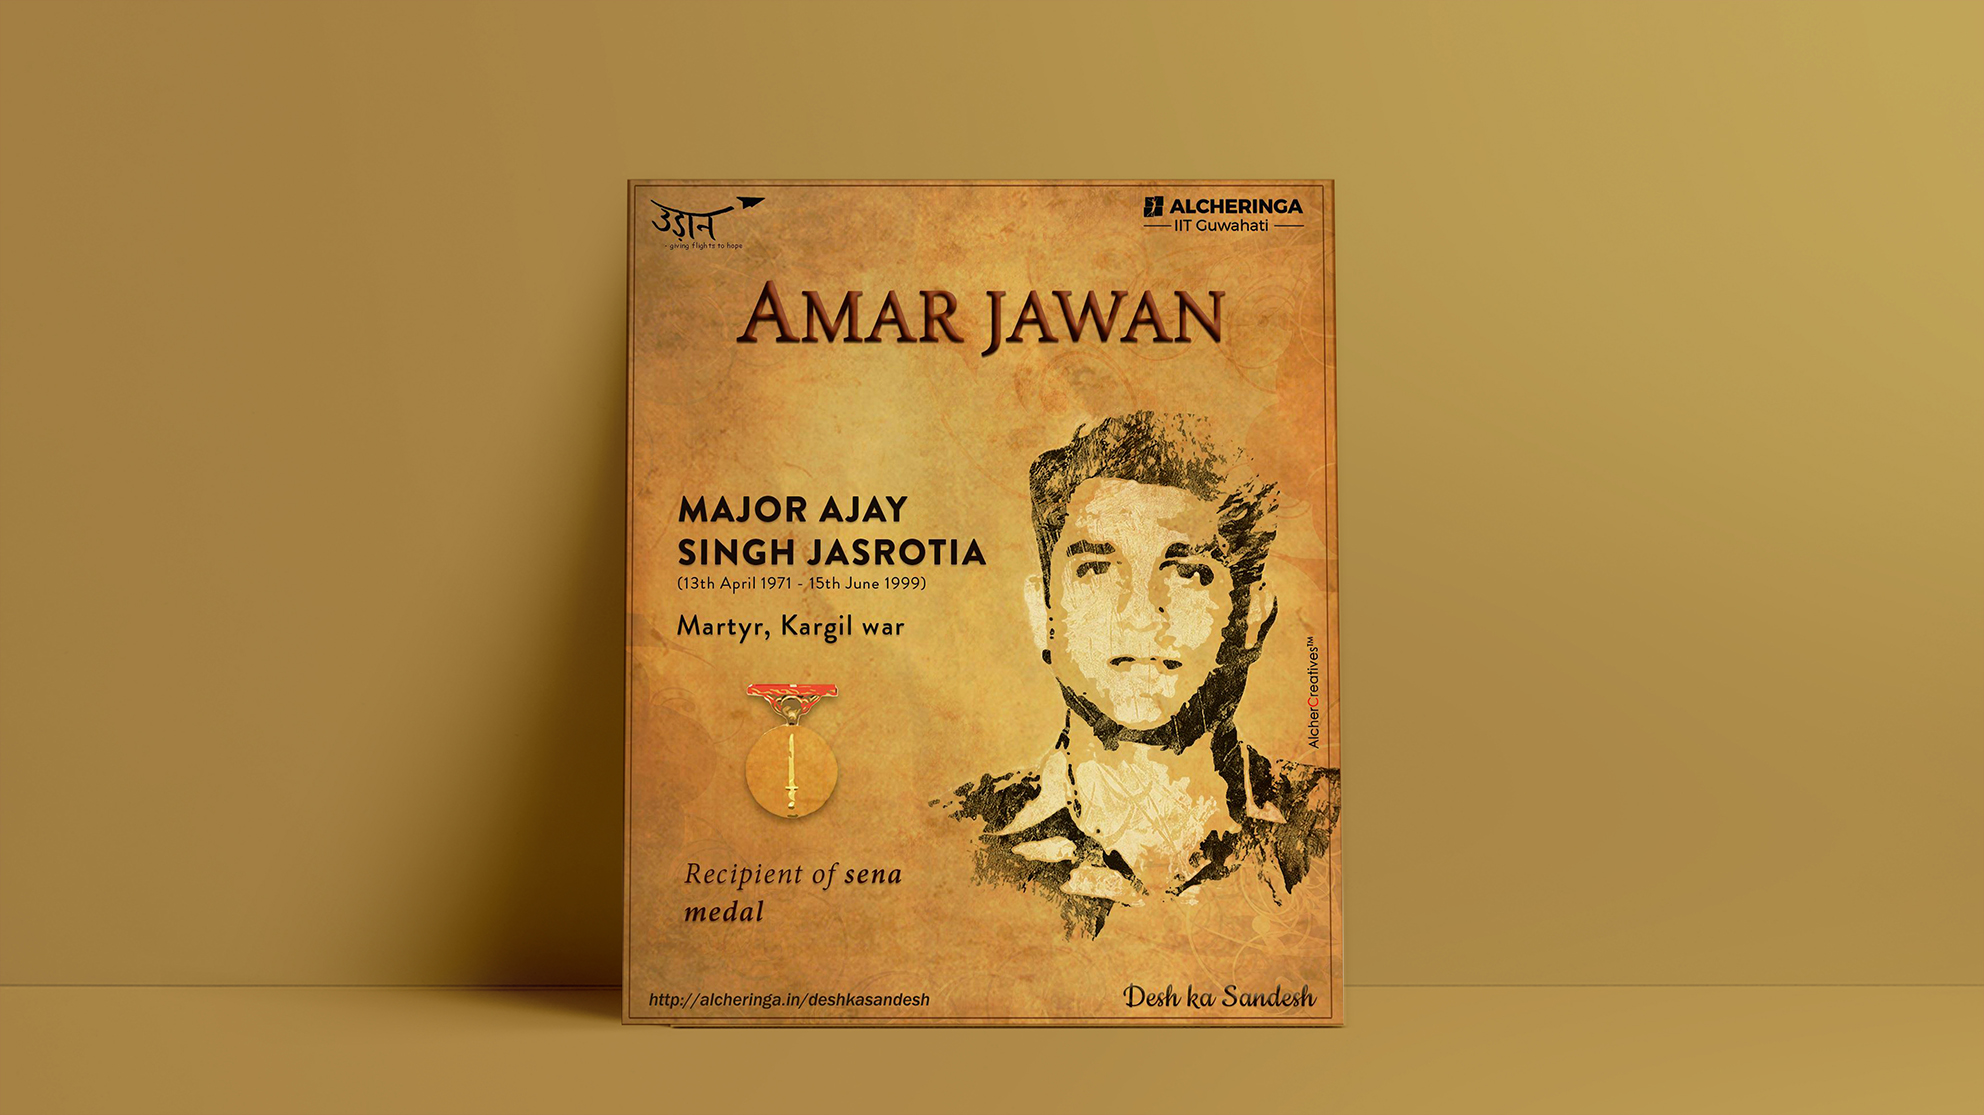 उड़ान
- giving flights to hope
ALCHERINGA
IIT Guwahati
AMAR JAWAN
MAJOR AJAY
SINGH JASROTIA
(13th April 1971 - 15th June 1999)
Martyr, Kargil war
Recipient of sena
medal
AlcherCreatives™
http://alcheringa.in/deshkasandesh
Desh ka Sandesh